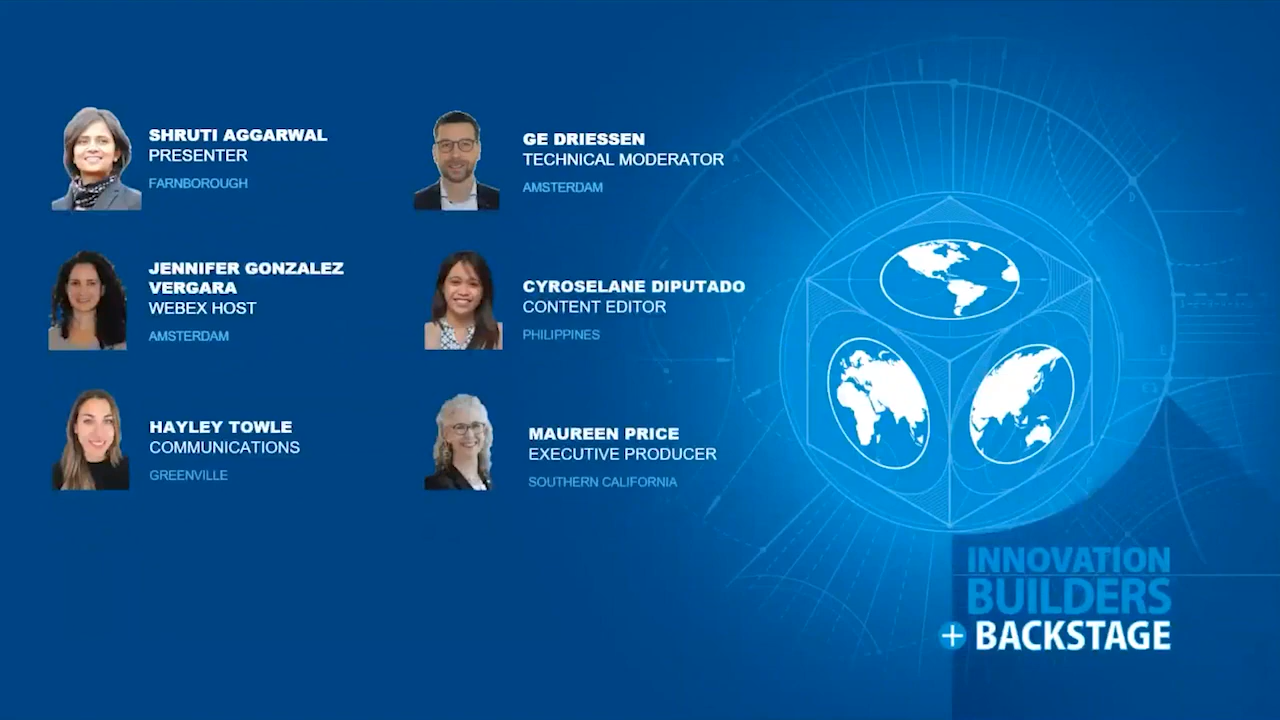 SHRUTI AGGARWAL
PRESENTER
FARNBOROUGH
GE DRIESSEN
TECHNICAL MODERATOR
AMSTERDAM
JENNIFER GONZALEZ
VERGARA
WEBEX HOST
AMSTERDAM
CYROSELANE DIPUTADO
CONTENT EDITOR
PHILIPPINES
HAYLEY TOWLE
COMMUNICATIONS
GREENVILLE
MAUREEN PRICE
EXECUTIVE PRODUCER
SOUTHERN CALIFORNIA
INNOVATION
BUILDERS
+ BACKSTAGE